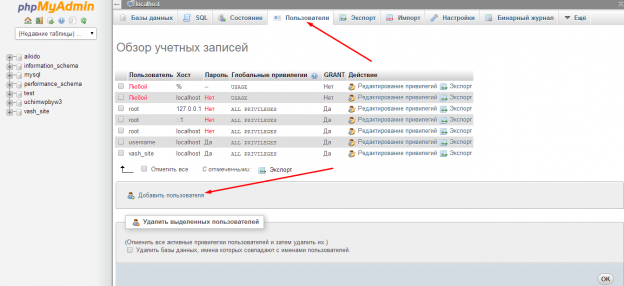 phpMyAdmin
(Недавние таблицы) ...
aikido
information_schema
mysql
performance_schema
test
uchimwpbyw3
vash_site
localhost
Базы данных SQL Состояние Пользователи Экспорт Импорт Настройки Бинарный журнал Ещё
Обзор учетных записей
Пользователь Хост Пароль Глобальные привилегии GRANT Действие
Любой % -- USAGE Нет Редактирование привилегий Экспорт
Любой localhost Нет USAGE Нет Редактирование привилегий Экспорт
root 127.0.0.1 Нет ALL PRIVILEGES Да Редактирование привилегий Экспорт
root ::1 Нет ALL PRIVILEGES Да Редактирование привилегий Экспорт
root localhost Нет ALL PRIVILEGES Да Редактирование привилегий Экспорт
username localhost Да ALL PRIVILEGES Да Редактирование привилегий Экспорт
vash_site localhost Да ALL PRIVILEGES Да Редактирование привилегий Экспорт
Отметить все С отмеченными: Экспорт
Добавить пользователя
Удалить выделенных пользователей
(Отменить все активные привилегии пользователей и затем удалить их.)
Удалить базы данных, имена которых совпадают с именами пользователей.
OK